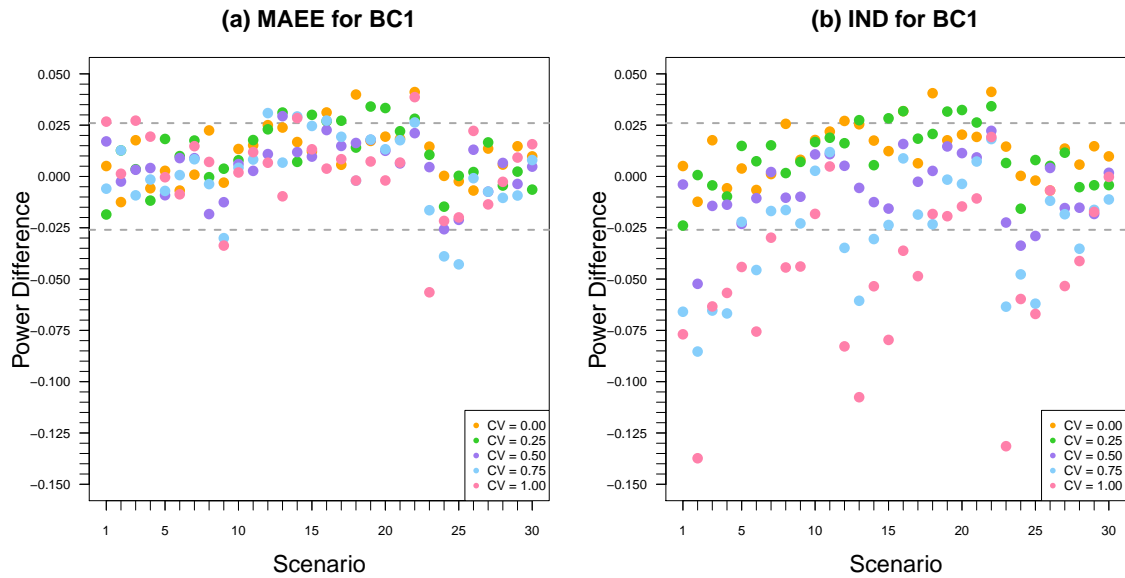 (a) MAEE for BC1
Power Difference
0.050
0.025
0.000
−0.025
−0.050
−0.075
−0.100
−0.125
−0.150
1
5
10
15
20
25
30
Scenario
CV = 0.00
CV = 0.25
CV = 0.50
CV = 0.75
CV = 1.00
(b) IND for BC1
Power Difference
0.050
0.025
0.000
−0.025
−0.050
−0.075
−0.100
−0.125
−0.150
1
5
10
15
20
25
30
Scenario
CV = 0.00
CV = 0.25
CV = 0.50
CV = 0.75
CV = 1.00